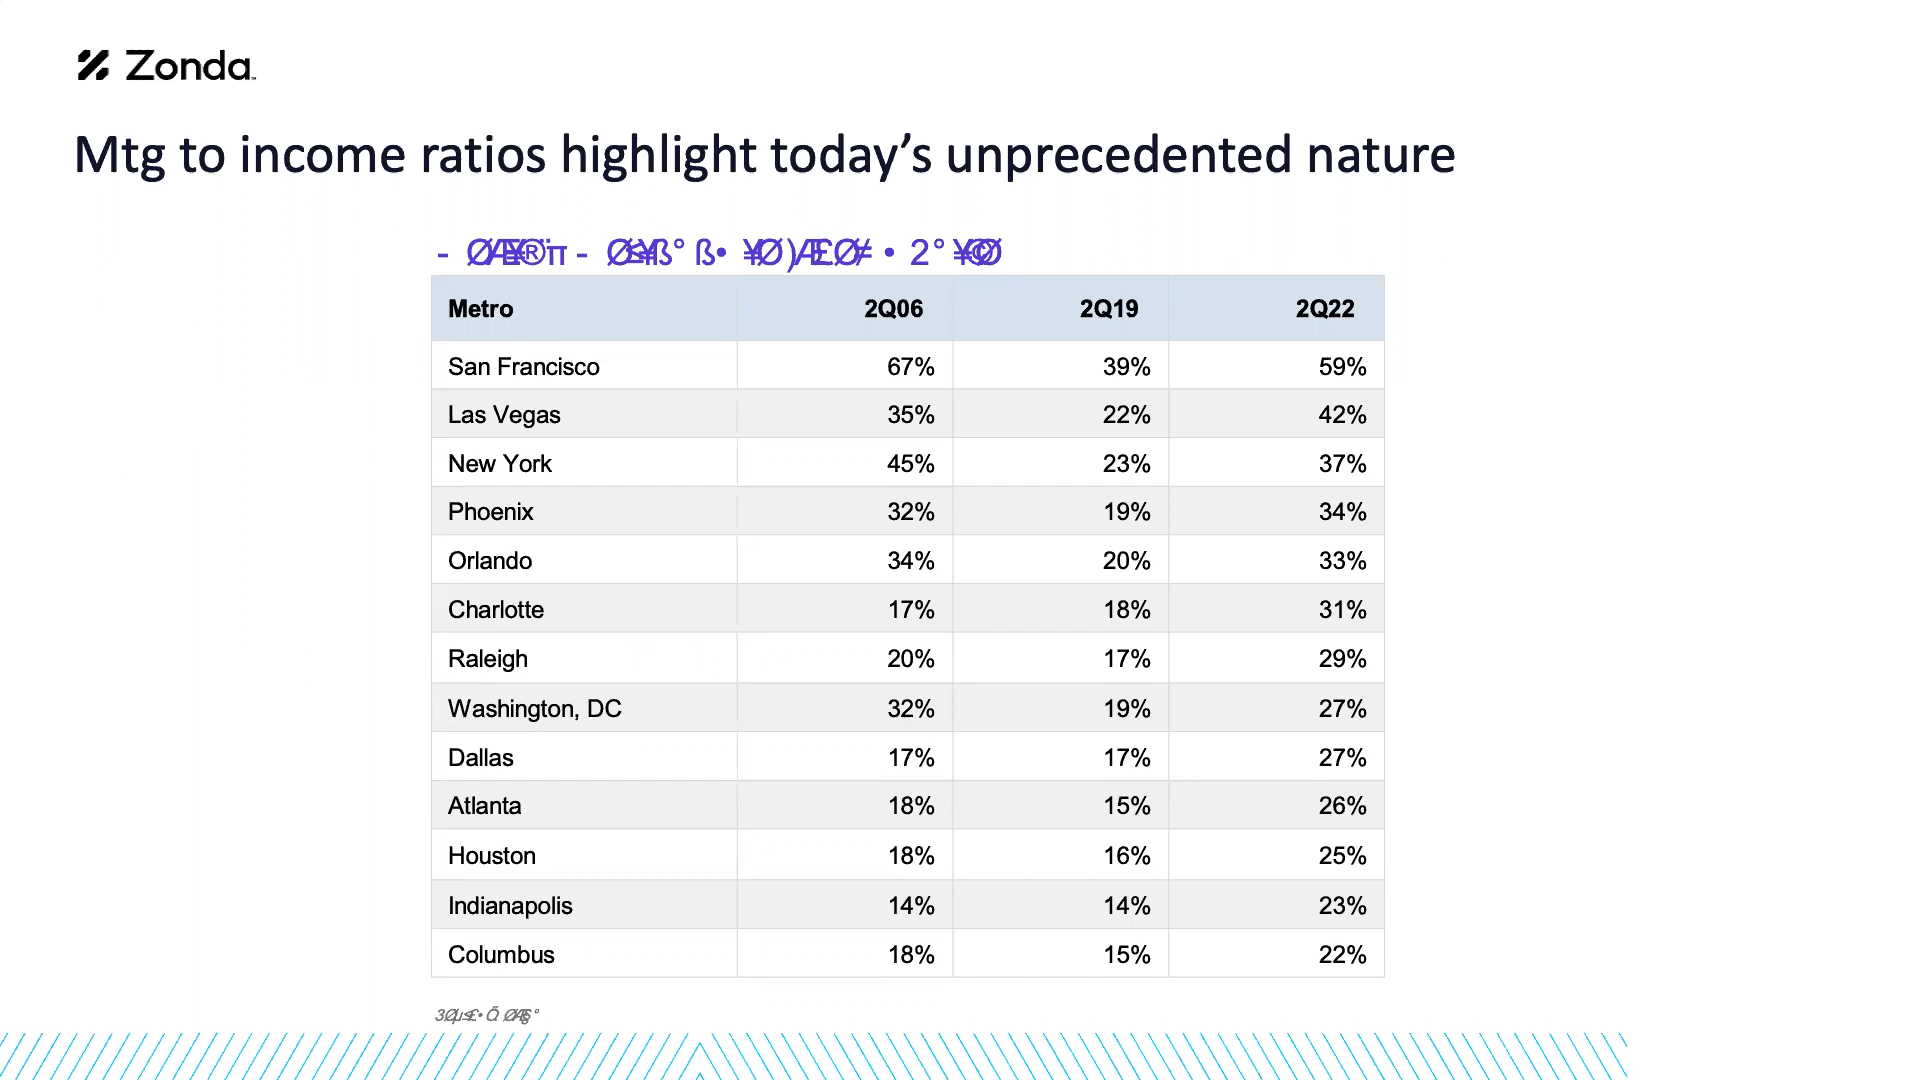 Zonda
Mtg to income ratios highlight today’s unprecedented nature
Metro 2Q06 2Q19 2Q22
San Francisco 67% 39% 59%
Las Vegas 35% 22% 42%
New York 45% 23% 37%
Phoenix 32% 19% 34%
Orlando 34% 20% 33%
Charlotte 17% 18% 31%
Raleigh 20% 17% 29%
Washington, DC 32% 19% 27%
Dallas 17% 17% 27%
Atlanta 18% 15% 26%
Houston 18% 16% 25%
Indianapolis 14% 14% 23%
Columbus 18% 15% 22%